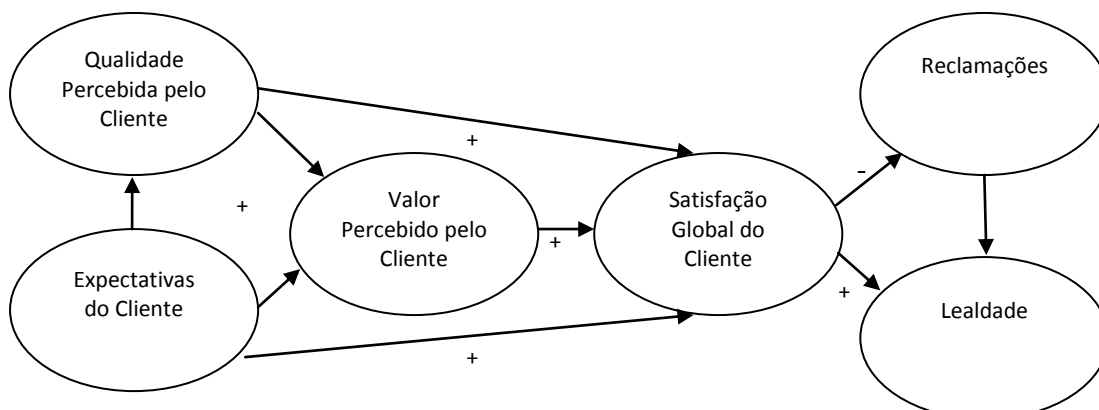 Qualidade
Percebida pelo
Cliente
Reclamações
+
+
Valor
Percebido pelo
Cliente
Satisfação
Global do
Cliente
-
+
Expectativas
do Cliente
+
Lealdade
+